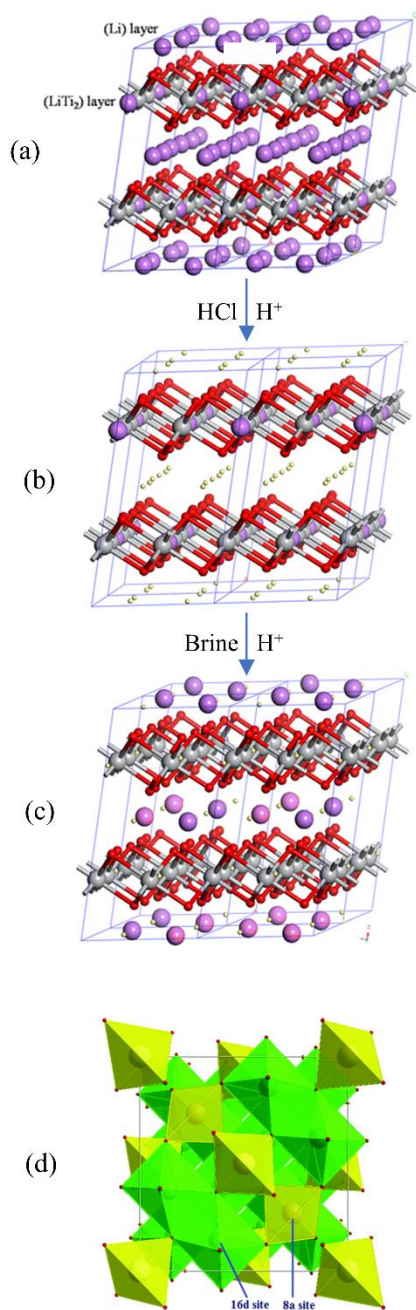 (Li) layer
(LiTi₂) layer
(a)
HCl H⁺
(b)
Brine H⁺
(c)
(d)
16d site
8a site